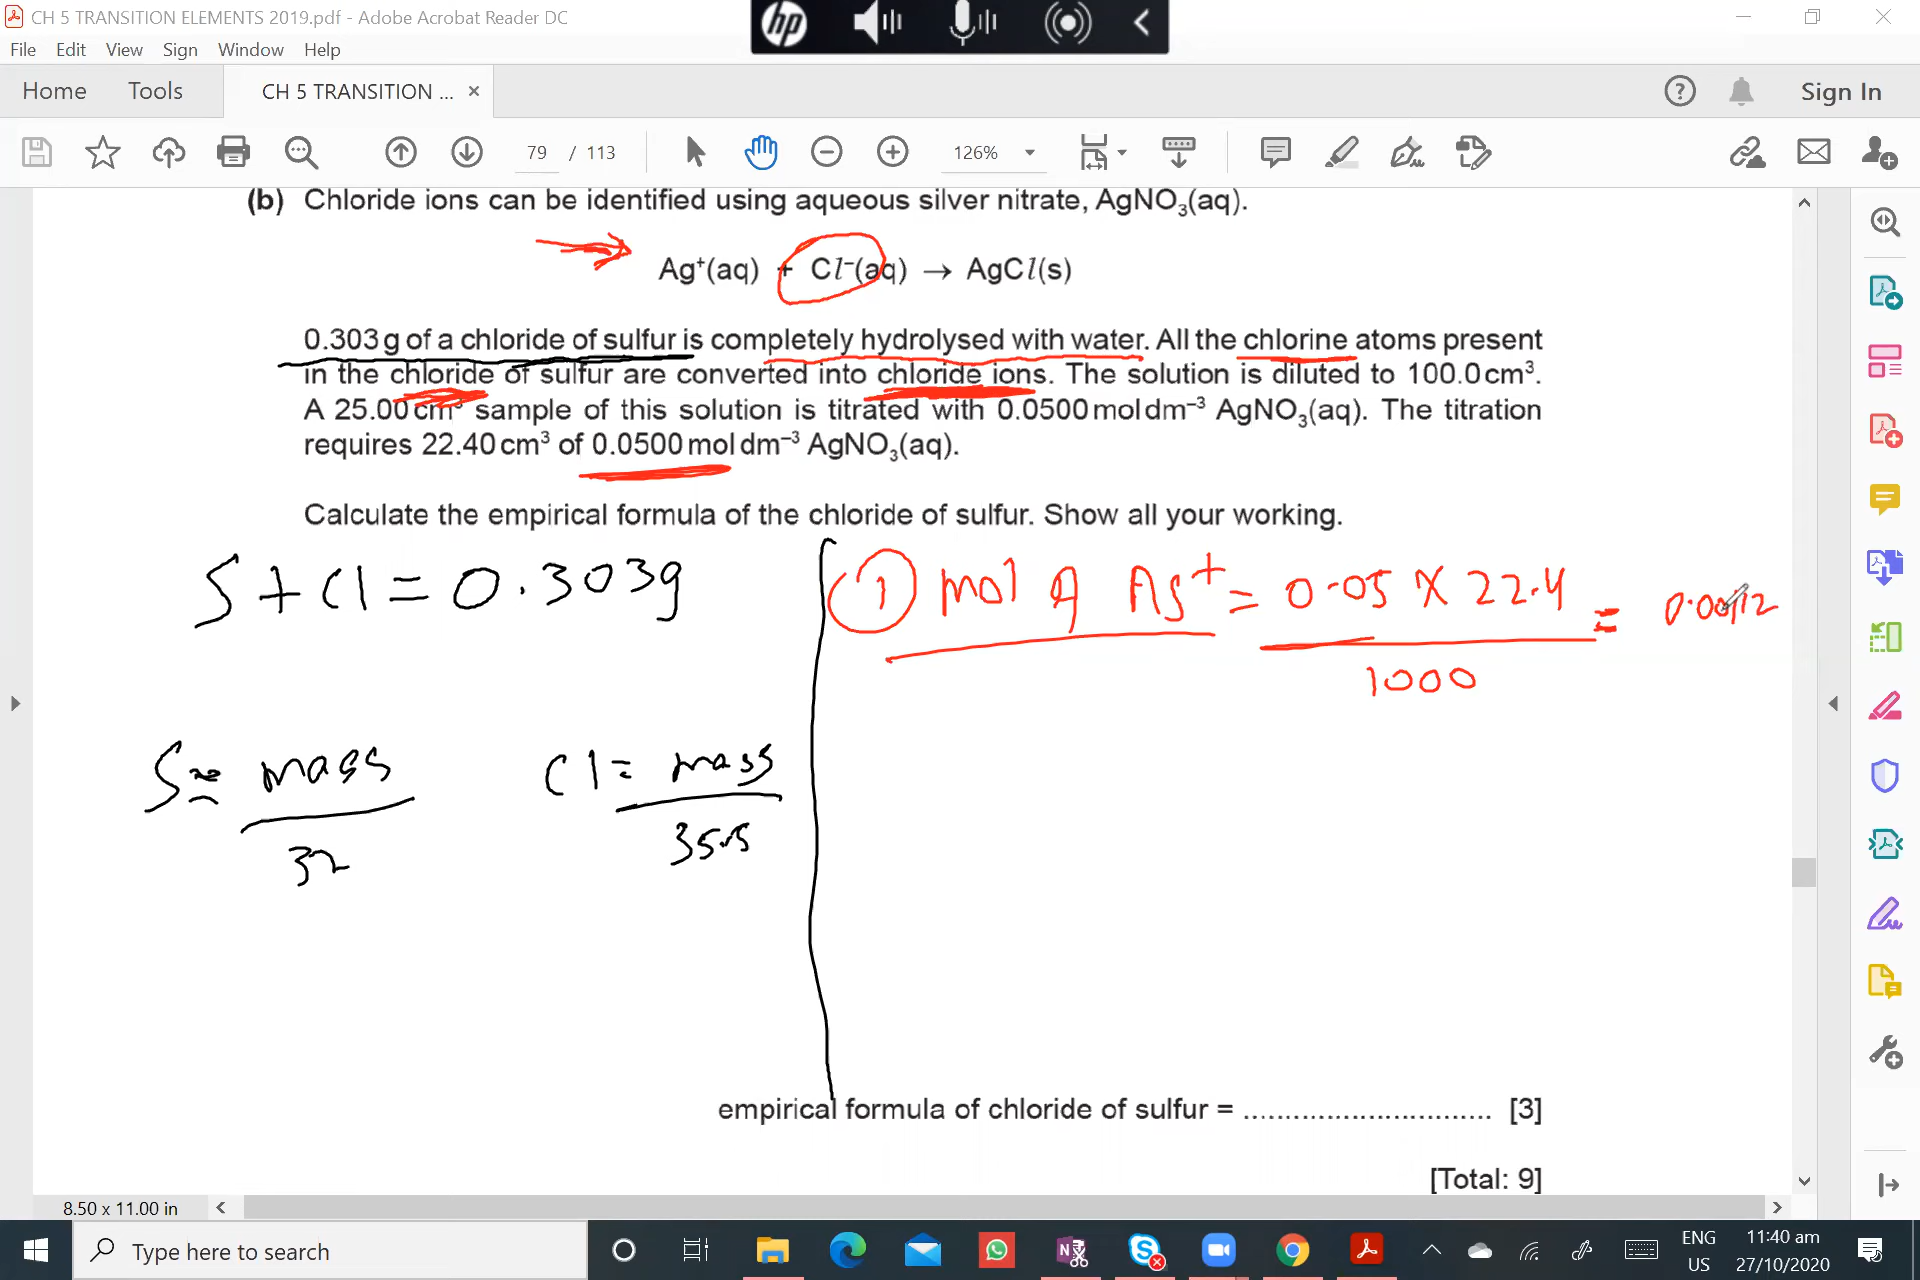 CH 5 TRANSITION ELEMENTS 2019.pdf - Adobe Acrobat Reader DC
hp
File Edit View Sign Window Help
Home Tools CH 5 TRANSITION ... × Sign In
79 / 113 126%
(b) Chloride ions can be identified using aqueous silver nitrate, AgNO₃(aq).
Ag⁺(aq) + Cl⁻(aq) → AgCl(s)
0.303 g of a chloride of sulfur is completely hydrolysed with water. All the chlorine atoms present
in the chloride of sulfur are converted into chloride ions. The solution is diluted to 100.0 cm³.
A 25.00 cm³ sample of this solution is titrated with 0.0500 mol dm⁻³ AgNO₃(aq). The titration
requires 22.40 cm³ of 0.0500 mol dm⁻³ AgNO₃(aq).
Calculate the empirical formula of the chloride of sulfur. Show all your working.
S + Cl = 0.303g
S = mass
32
Cl = mass
35.5
① mol of Ag⁺ = 0.05 × 22.4 = 0.00112
1000
empirical formula of chloride of sulfur = .............................. [3]
[Total: 9]
8.50 x 11.00 in
Type here to search
ENG 11:40 am
US 27/10/2020